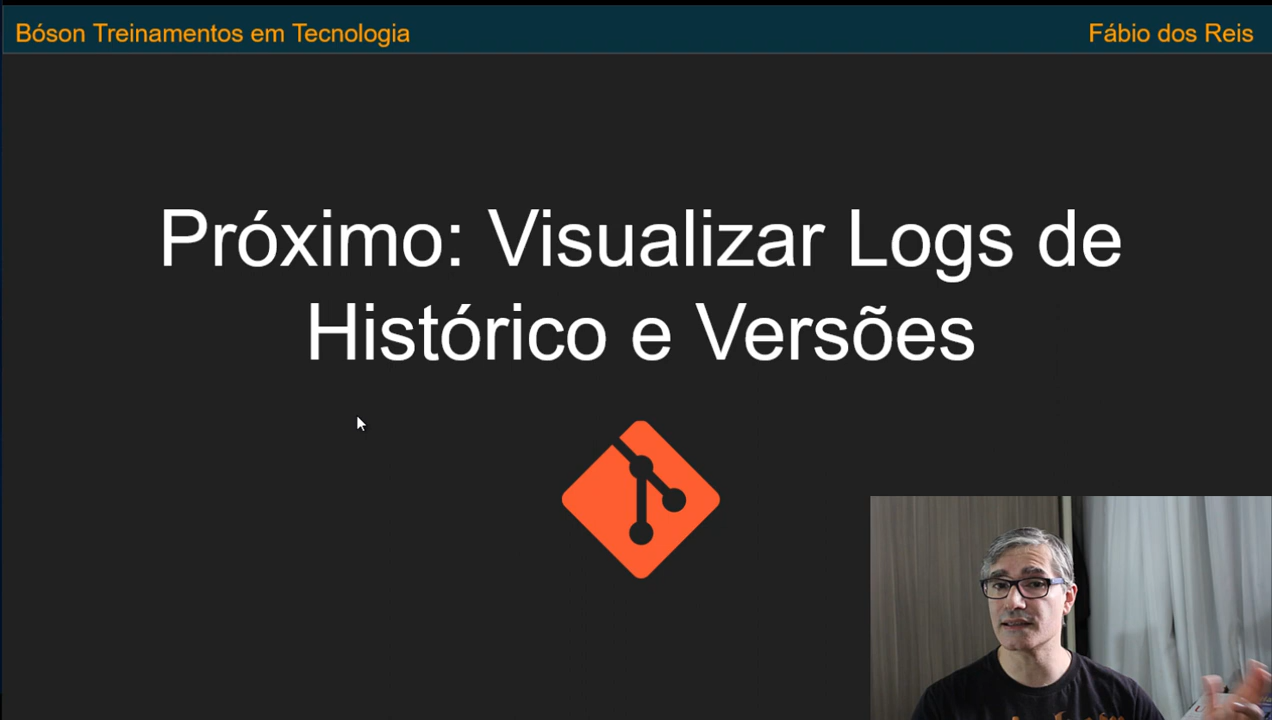 Bóson Treinamentos em Tecnologia
Fábio dos Reis
Próximo: Visualizar Logs de
Histórico e Versões